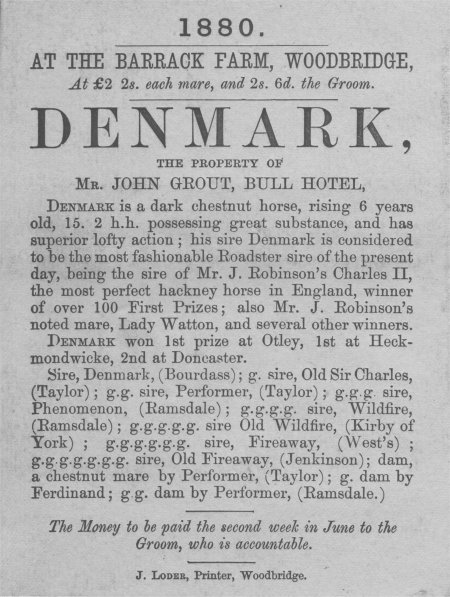 1880.
AT THE BARRACK FARM, WOODBRIDGE,
At £2 2s. each mare, and 2s. 6d. the Groom.
DENMARK,
THE PROPERTY OF
MR. JOHN GROUT, BULL HOTEL,
DENMARK is a dark chestnut horse, rising 6 years
old, 15. 2 h.h. possessing great substance, and has
superior lofty action; his sire Denmark is considered
to be the most fashionable Roadster sire of the present
day, being the sire of Mr. J. Robinson's Charles II,
the most perfect hackney horse in England, winner
of over 100 First Prizes; also Mr. J. Robinson's
noted mare, Lady Watton, and several other winners.
DENMARK won 1st prize at Otley, 1st at Heck-
mondwicke, 2nd at Doncaster.
Sire, Denmark, (Bourdass); g. sire, Old Sir Charles,
(Taylor); g.g. sire, Performer, (Taylor); g.g.g. sire,
Phenomenon, (Ramsdale); g.g.g.g. sire, Wildfire,
(Ramsdale); g.g.g.g.g. sire Old Wildfire, (Kirby of
York); g.g.g.g.g.g. sire, Fireaway, (West's);
g.g.g.g.g.g.g. sire, Old Fireaway, (Jenkinson); dam,
a chestnut mare by Performer, (Taylor); g. dam by
Ferdinand; g.g. dam by Performer, (Ramsdale.)
The Money to be paid the second week in June to the
Groom, who is accountable.
J. LODER, Printer, Woodbridge.